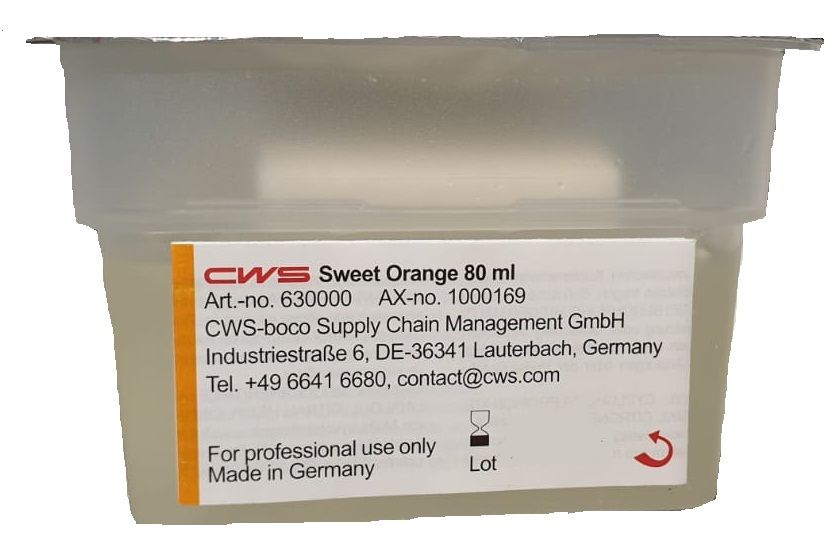 CWS Sweet Orange 80 ml
Art.-no. 630000 AX-no. 1000169
CWS-boco Supply Chain Management GmbH
Industriestraße 6, DE-36341 Lauterbach, Germany
Tel. +49 6641 6680, contact@cws.com
For professional use only
Made in Germany
Lot